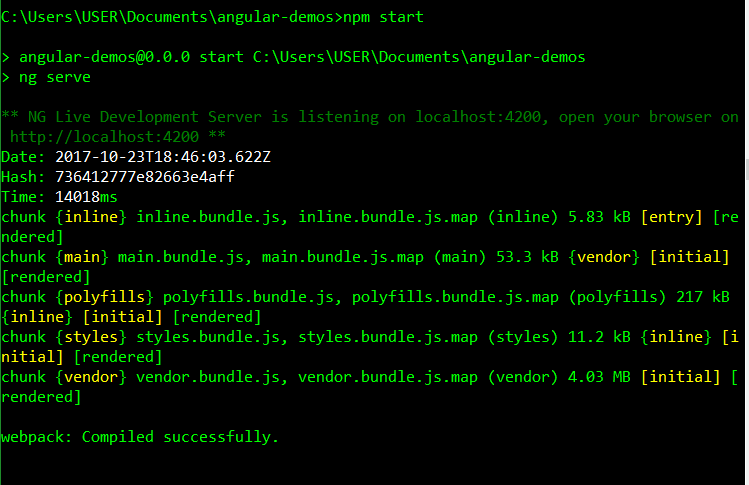 C:\Users\USER\Documents\angular-demos>npm start
> angular-demos@0.0.0 start C:\Users\USER\Documents\angular-demos
> ng serve
** NG Live Development Server is listening on localhost:4200, open your browser on
http://localhost:4200 **
Date: 2017-10-23T18:46:03.622Z
Hash: 736412777e82663e4aff
Time: 14018ms
chunk {inline} inline.bundle.js, inline.bundle.js.map (inline) 5.83 kB [entry] [re
ndered]
chunk {main} main.bundle.js, main.bundle.js.map (main) 53.3 kB {vendor} [initial]
[rendered]
chunk {polyfills} polyfills.bundle.js, polyfills.bundle.js.map (polyfills) 217 kB
{inline} [initial] [rendered]
chunk {styles} styles.bundle.js, styles.bundle.js.map (styles) 11.2 kB {inline} [i
nitial] [rendered]
chunk {vendor} vendor.bundle.js, vendor.bundle.js.map (vendor) 4.03 MB [initial] [
rendered]
webpack: Compiled successfully.